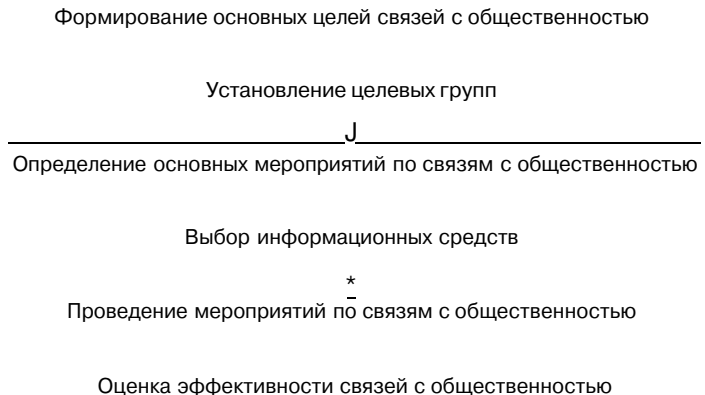 Формирование основных целей связей с общественностью
Установление целевых групп
J
Определение основных мероприятий по связям с общественностью
Выбор информационных средств
*
Проведение мероприятий по связям с общественностью
Оценка эффективности связей с общественностью